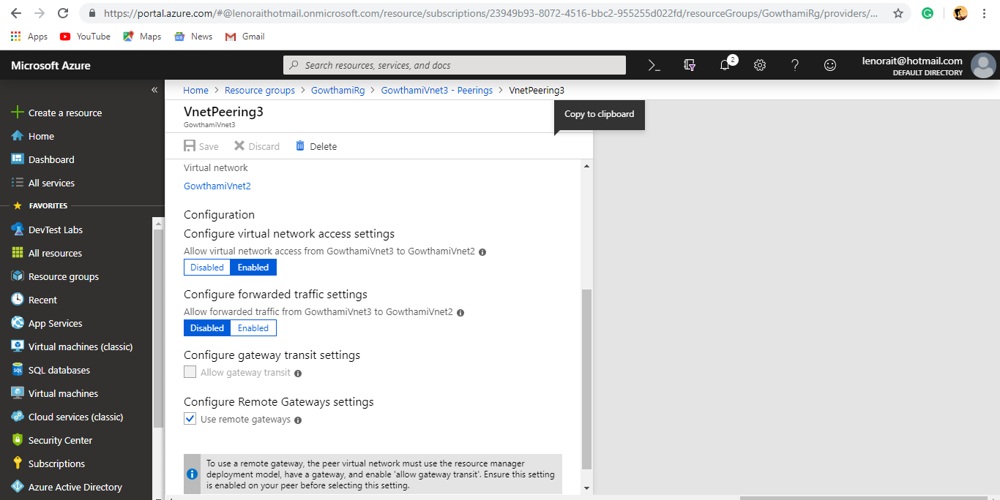 https://portal.azure.com/#@lenoraithotmail.onmicrosoft.com/resource/subscriptions/23949b93-8072-4516-bbc2-955255d022fd/resourceGroups/GowthamiRg/providers/...
Apps YouTube Maps News Gmail
Microsoft Azure
Search resources, services, and docs
2
lenorait@hotmail.com
DEFAULT DIRECTORY
«
Create a resource
Home
Dashboard
All services
FAVORITES
DevTest Labs
All resources
Resource groups
Recent
App Services
Virtual machines (classic)
SQL databases
Virtual machines
Cloud services (classic)
Security Center
Subscriptions
Azure Active Directory
Home > Resource groups > GowthamiRg > GowthamiVnet3 - Peerings > VnetPeering3
VnetPeering3
GowthamiVnet3
Copy to clipboard
Save Discard Delete
Virtual network
GowthamiVnet2
Configuration
Configure virtual network access settings
Allow virtual network access from GowthamiVnet3 to GowthamiVnet2
Disabled Enabled
Configure forwarded traffic settings
Allow forwarded traffic from GowthamiVnet3 to GowthamiVnet2
Disabled Enabled
Configure gateway transit settings
Allow gateway transit
Configure Remote Gateways settings
Use remote gateways
To use a remote gateway, the peer virtual network must use the resource manager
deployment model, have a gateway, and enable 'allow gateway transit'. Ensure this setting
is enabled on your peer before selecting this setting.